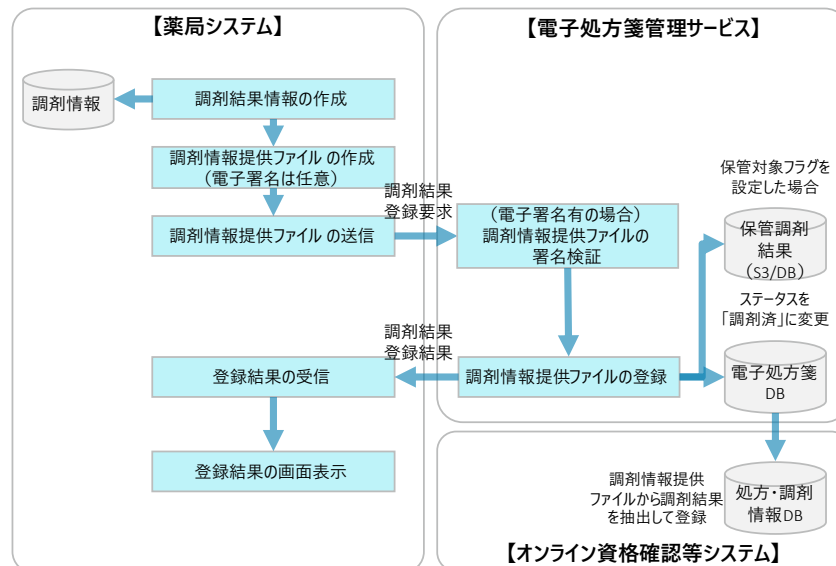 【薬局システム】
【電子処方箋管理サービス】
調剤情報
調剤結果情報の作成
調剤情報提供ファイル の作成
（電子署名は任意）
調剤情報提供ファイル の送信
調剤結果
登録要求
（電子署名有の場合）
調剤情報提供ファイルの
署名検証
保管対象フラグを
設定した場合
保管調剤
結果
（S3/DB）
ステータスを
「調剤済」に変更
調剤結果
登録結果
登録結果の受信
調剤情報提供ファイルの登録
電子処方箋
DB
登録結果の画面表示
調剤情報提供
ファイルから調剤結果
を抽出して登録
処方・調剤
情報DB
【オンライン資格確認等システム】